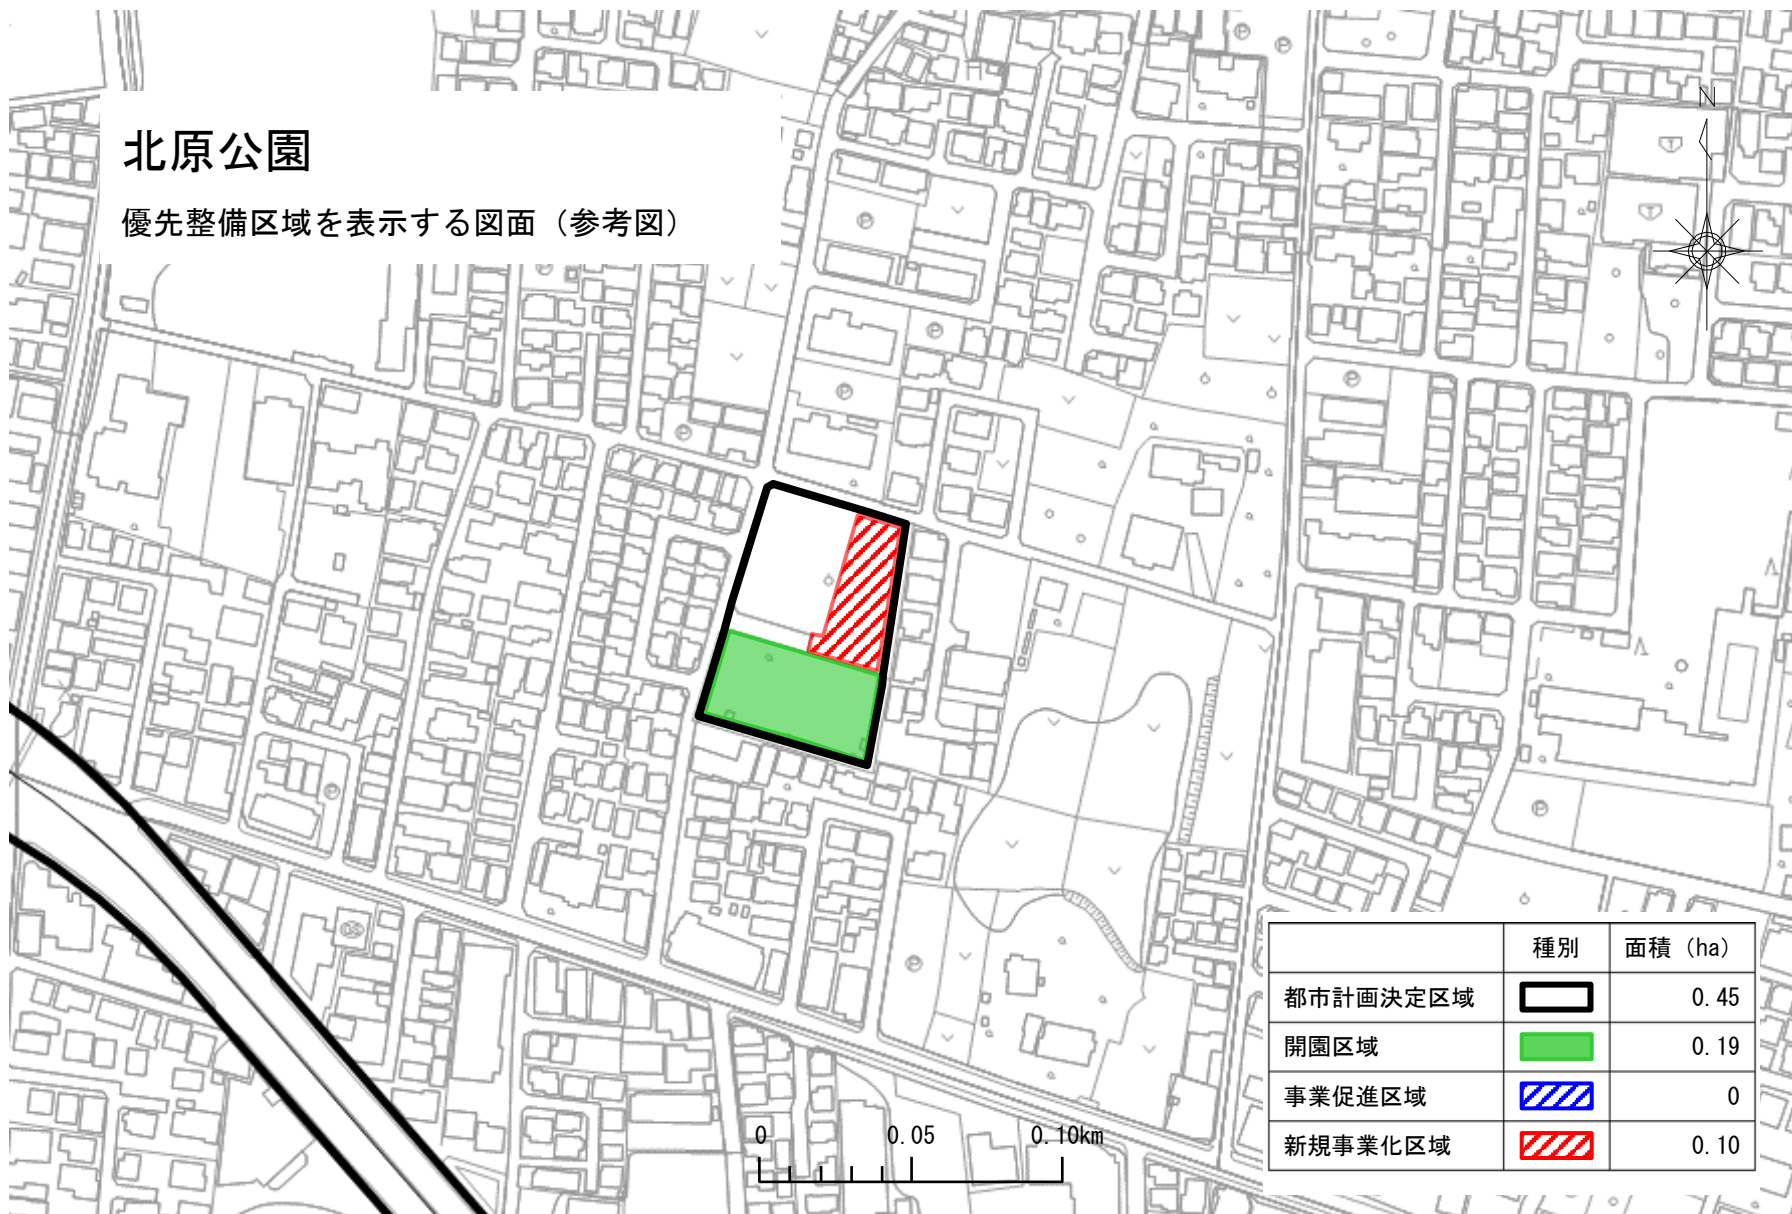 北原公園
優先整備区域を表示する図面（参考図）
N
種別 面積（ha）
都市計画決定区域 0.45
開園区域 0.19
事業促進区域 0
新規事業化区域 0.10
0 0.05 0.10km